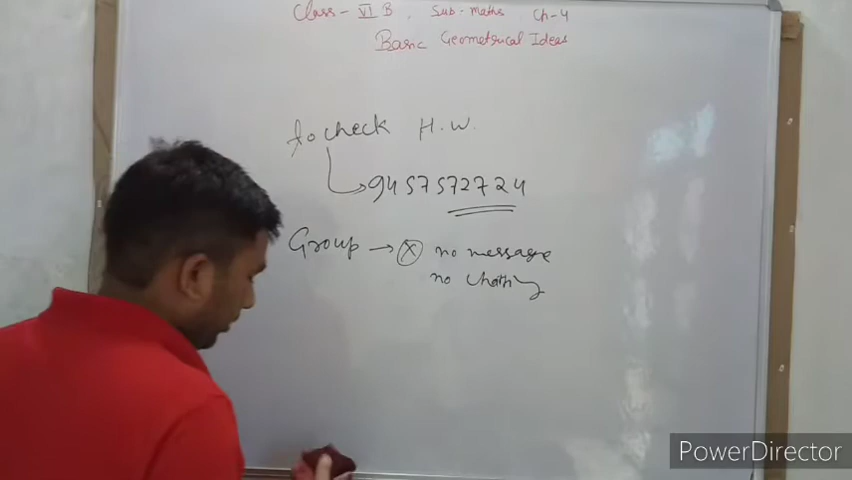 Class - VI B, Sub - Maths Ch-4
Basic Geometrical Ideas
to check H.W.
9457572724
Group → no message
no chatting
PowerDirector